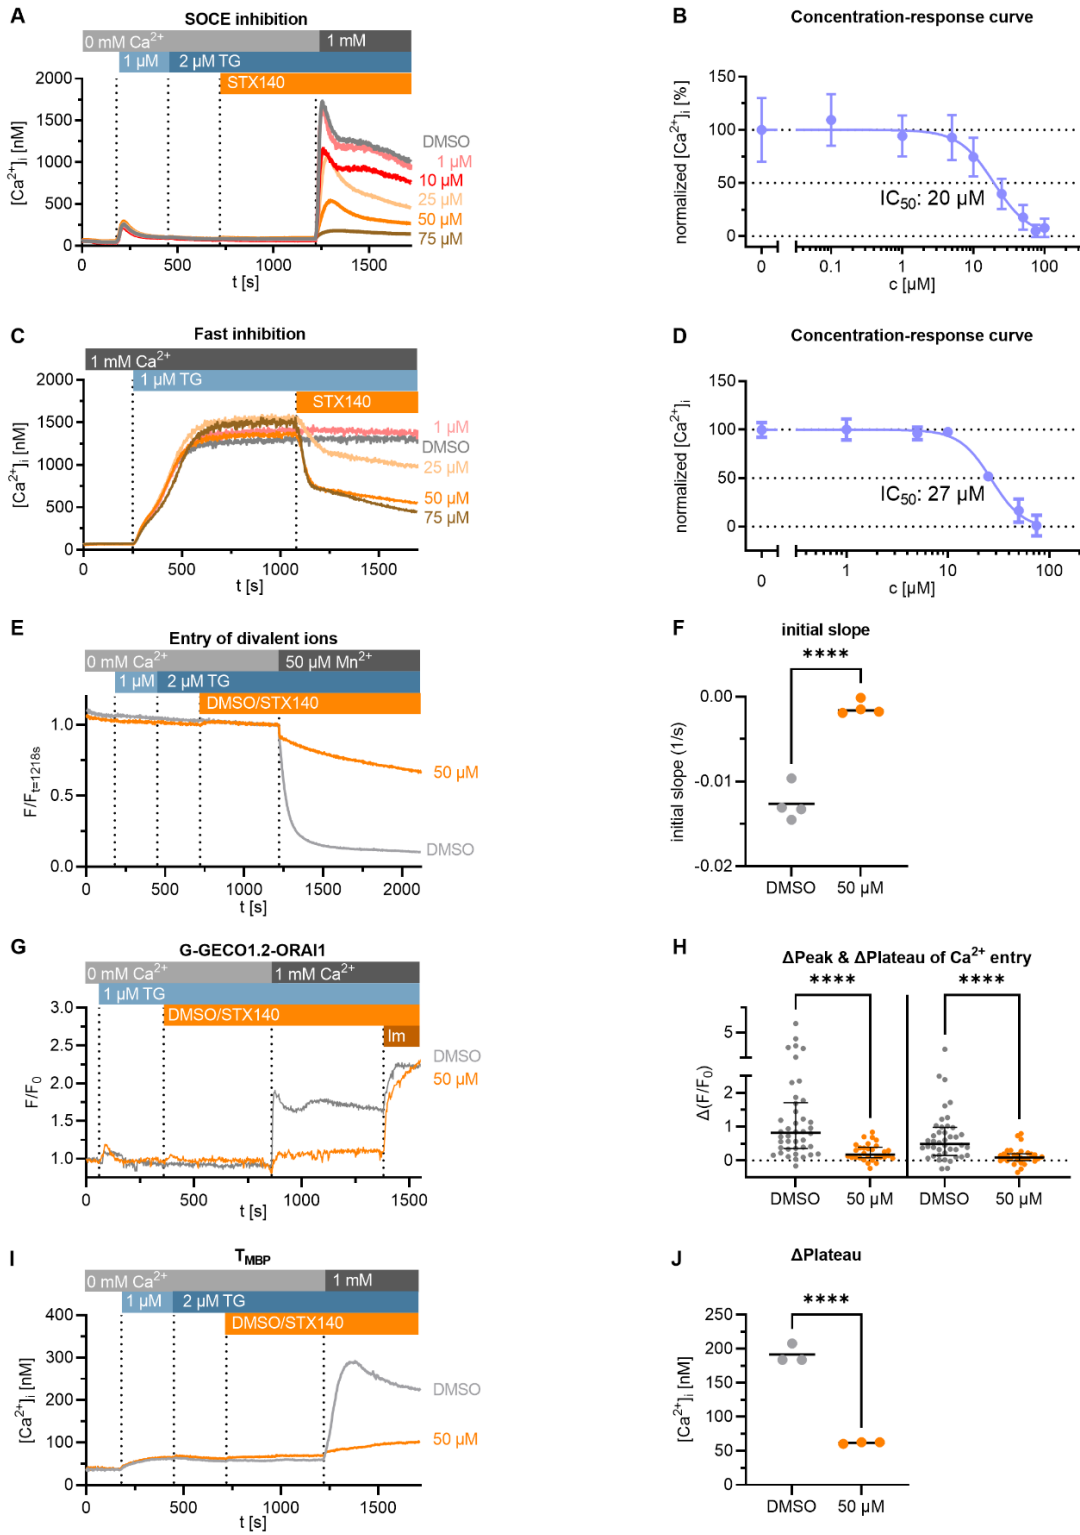 A
SOCE inhibition
0 mM Ca2+
1 mM
1 µM
2 µM TG
STX140
2000
1500
1000
500
0
[Ca2+]i [nM]
DMSO
1 µM
10 µM
25 µM
50 µM
75 µM
0
500
1000
1500
t [s]
B
Concentration-response curve
150
100
50
0
normalized [Ca2+]i [%]
IC50: 20 µM
0
0.1
1
10
100
c [µM]
C
Fast inhibition
1 mM Ca2+
1 µM TG
STX140
2000
1500
1000
500
0
[Ca2+]i [nM]
1 µM
DMSO
25 µM
50 µM
75 µM
0
500
1000
1500
t [s]
D
Concentration-response curve
150
100
50
0
normalized [Ca2+]i
IC50: 27 µM
0
1
10
100
c [µM]
E
Entry of divalent ions
0 mM Ca2+
50 µM Mn2+
1 µM
2 µM TG
DMSO/STX140
1.0
0.5
0.0
F/Ft=1218s
50 µM
DMSO
0
500
1000
1500
2000
t [s]
F
initial slope
****
0.00
-0.01
-0.02
initial slope (1/s)
DMSO
50 µM
G
G-GECO1.2-ORAI1
0 mM Ca2+
1 mM Ca2+
1 µM TG
DMSO/STX140
Im
3.0
2.5
2.0
1.5
1.0
F/F0
DMSO
50 µM
0
500
1000
1500
t [s]
H
ΔPeak & ΔPlateau of Ca2+ entry
****
****
5
2
1
0
Δ(F/F0)
DMSO
50 µM
DMSO
50 µM
I
TMBP
0 mM Ca2+
1 mM
1 µM
2 µM TG
DMSO/STX140
400
300
200
100
0
[Ca2+]i [nM]
DMSO
50 µM
0
500
1000
1500
t [s]
J
ΔPlateau
****
250
200
150
100
50
0
[Ca2+]i [nM]
DMSO
50 µM